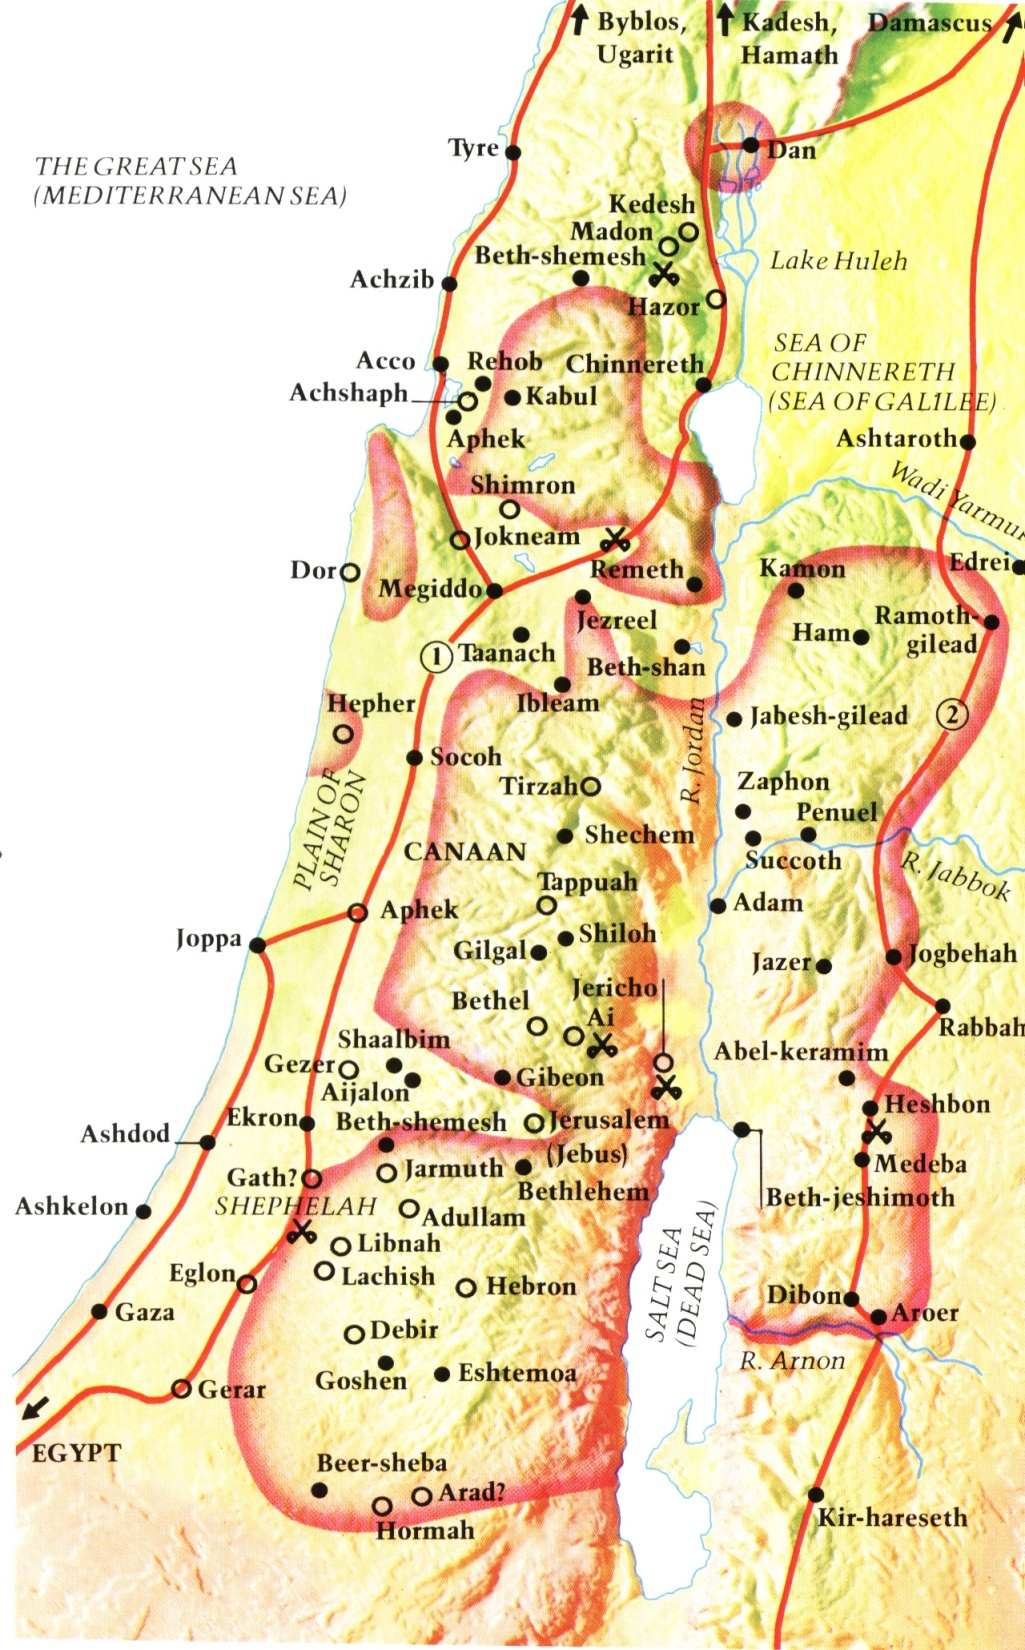 Byblos,
Ugarit
Kadesh,
Hamath
Damascus
Tyre
Dan
THE GREAT SEA
(MEDITERRANEAN SEA)
Kedesh
Madon
Beth-shemesh
Lake Huleh
Achzib
Hazor
SEA OF
CHINNERETH
(SEA OF GALILEE)
Acco
Rehob
Chinnereth
Achshaph
Kabul
Aphek
Ashtaroth
Wadi Yarmuk
Shimron
Jokneam
Dor
Megiddo
Remeth
Kamon
Edrei
Jezreel
Ham
Ramoth-
gilead
1
Taanach
Beth-shan
Ibleam
Hepher
Jabesh-gilead
2
R. Jordan
Socoh
Tirzah
Zaphon
Penuel
PLAIN OF
SHARON
Shechem
CANAAN
Succoth
R. Jabbok
Tappuah
Adam
Aphek
Joppa
Shiloh
Gilgal
Jazer
Jogbehah
Jericho
Bethel
Ai
Rabbah
Shaalbim
Gezer
Abel-keramim
Aijalon
Gibeon
Heshbon
Ekron
Beth-shemesh
Jerusalem
(Jebus)
Ashdod
Medeba
Gath?
Jarmuth
Bethlehem
Beth-jeshimoth
Ashkelon
SHEPHELAH
Adullam
Libnah
SALT SEA
(DEAD SEA)
Eglon
Lachish
Hebron
Dibon
Gaza
Aroer
Debir
R. Arnon
Goshen
Eshtemoa
Gerar
EGYPT
Beer-sheba
Arad?
Hormah
Kir-hareseth